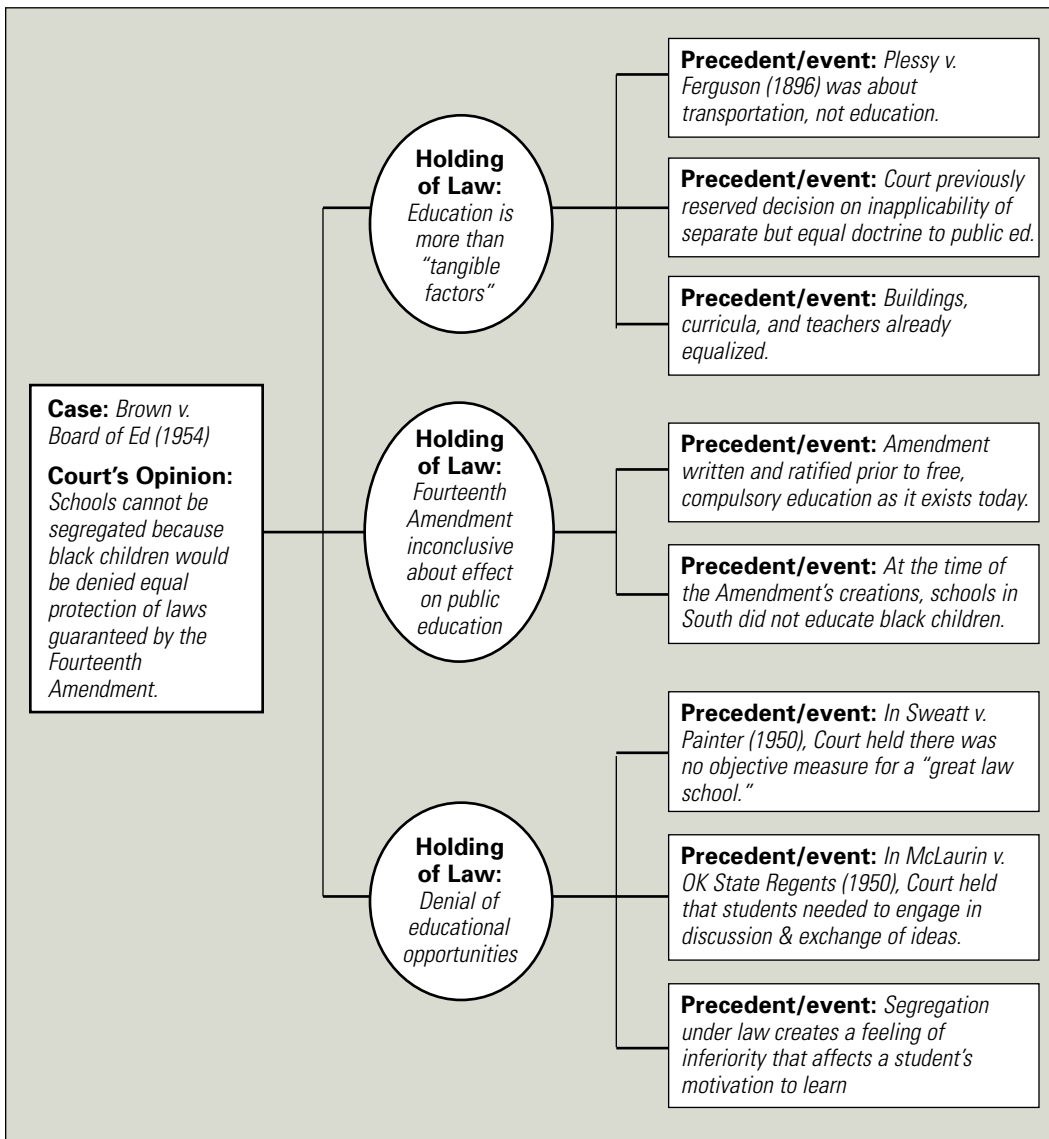 Case: Brown v.
Board of Ed (1954)
Court’s Opinion:
Schools cannot be
segregated because
black children would
be denied equal
protection of laws
guaranteed by the
Fourteenth
Amendment.
Holding
of Law:
Education is
more than
“tangible
factors”
Precedent/event: Plessy v.
Ferguson (1896) was about
transportation, not education.
Precedent/event: Court previously
reserved decision on inapplicability of
separate but equal doctrine to public ed.
Precedent/event: Buildings,
curricula, and teachers already
equalized.
Holding
of Law:
Fourteenth
Amendment
inconclusive
about effect
on public
education
Precedent/event: Amendment
written and ratified prior to free,
compulsory education as it exists today.
Precedent/event: At the time of
the Amendment’s creations, schools in
South did not educate black children.
Holding
of Law:
Denial of
educational
opportunities
Precedent/event: In Sweatt v.
Painter (1950), Court held there was
no objective measure for a “great law
school.”
Precedent/event: In McLaurin v.
OK State Regents (1950), Court held
that students needed to engage in
discussion & exchange of ideas.
Precedent/event: Segregation
under law creates a feeling of
inferiority that affects a student’s
motivation to learn